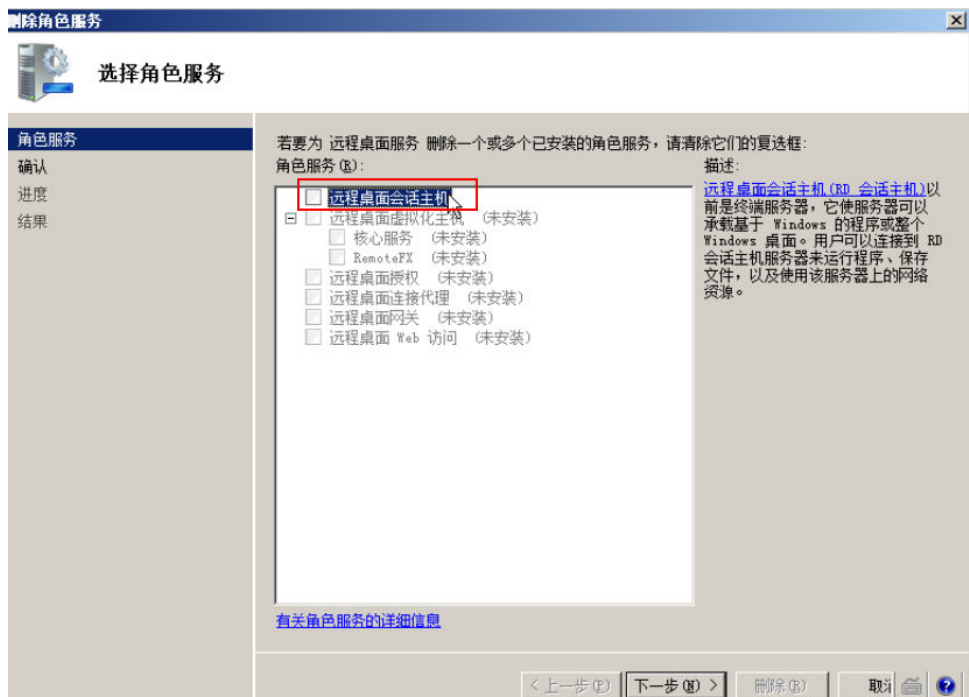 删除角色服务
选择角色服务
角色服务
确认
进度
结果
若要为 远程桌面服务 删除一个或多个已安装的角色服务，请清除它们的复选框:
角色服务(R):
远程桌面会话主机
远程桌面虚拟化主机 (未安装)
核心服务 (未安装)
RemoteFX (未安装)
远程桌面授权 (未安装)
远程桌面连接代理 (未安装)
远程桌面网关 (未安装)
远程桌面 Web 访问 (未安装)
有关角色服务的详细信息
描述:
远程桌面会话主机(RD 会话主机)以
前是终端服务器，它使服务器可以
承载基于 Windows 的程序或整个
Windows 桌面。用户可以连接到 RD
会话主机服务器来运行程序、保存
文件，以及使用该服务器上的网络
资源。
< 上一步(P)
下一步(N) >
删除(R)
取消